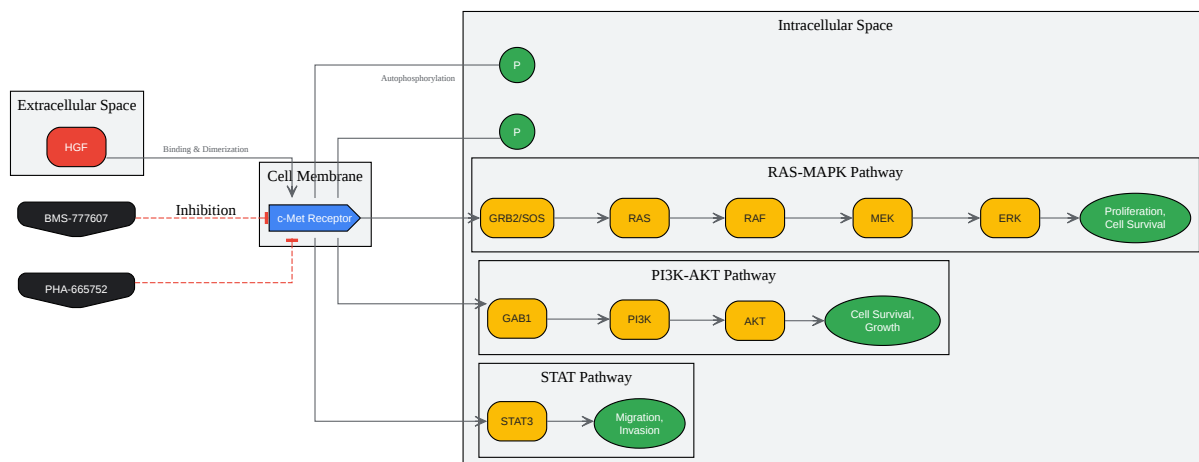 Intracellular Space
P
Autophosphorylation
Extracellular Space
HGF
Binding & Dimerization
P
Cell Membrane
c-Met Receptor
BMS-777607
Inhibition
PHA-665752
RAS-MAPK Pathway
GRB2/SOS
RAS
RAF
MEK
ERK
Proliferation,
Cell Survival
PI3K-AKT Pathway
GAB1
PI3K
AKT
Cell Survival,
Growth
STAT Pathway
STAT3
Migration,
Invasion